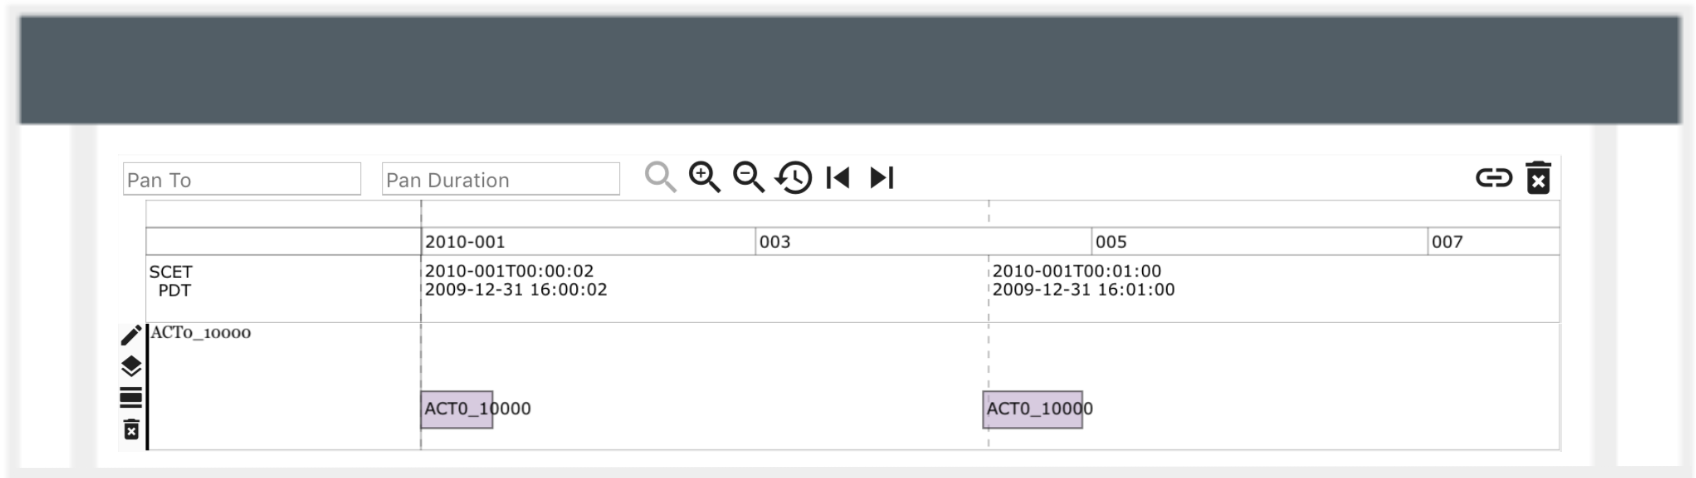 Pan To
Pan Duration
2010-001 003 005 007
SCET 2010-001T00:00:02 2010-001T00:01:00
PDT 2009-12-31 16:00:02 2009-12-31 16:01:00
ACT0_10000
ACT0_10000 ACT0_10000